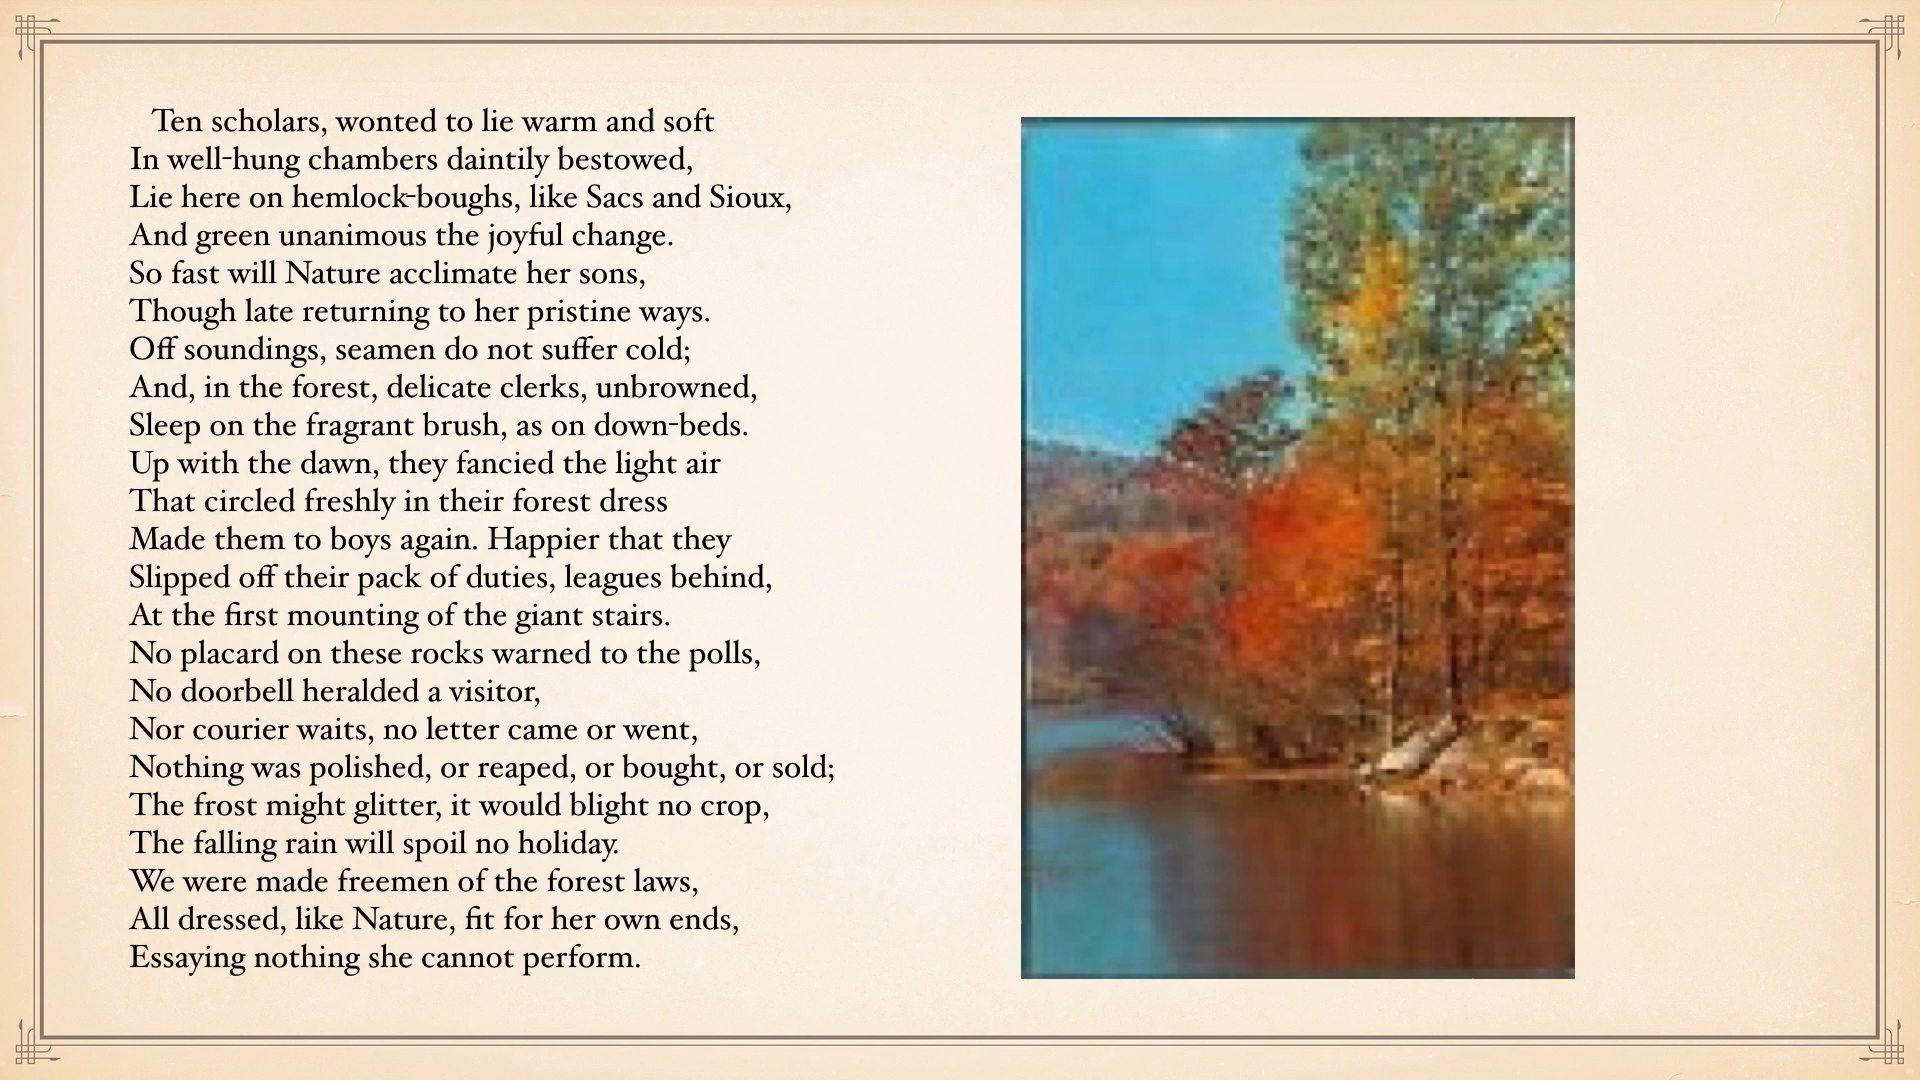 Ten scholars, wonted to lie warm and soft
In well-hung chambers daintily bestowed,
Lie here on hemlock-boughs, like Sacs and Sioux,
And green unanimous the joyful change.
So fast will Nature acclimate her sons,
Though late returning to her pristine ways.
Off soundings, seamen do not suffer cold;
And, in the forest, delicate clerks, unbrowned,
Sleep on the fragrant brush, as on down-beds.
Up with the dawn, they fancied the light air
That circled freshly in their forest dress
Made them to boys again. Happier that they
Slipped off their pack of duties, leagues behind,
At the first mounting of the giant stairs.
No placard on these rocks warned to the polls,
No doorbell heralded a visitor,
Nor courier waits, no letter came or went,
Nothing was polished, or reaped, or bought, or sold;
The frost might glitter, it would blight no crop,
The falling rain will spoil no holiday.
We were made freemen of the forest laws,
All dressed, like Nature, fit for her own ends,
Essaying nothing she cannot perform.